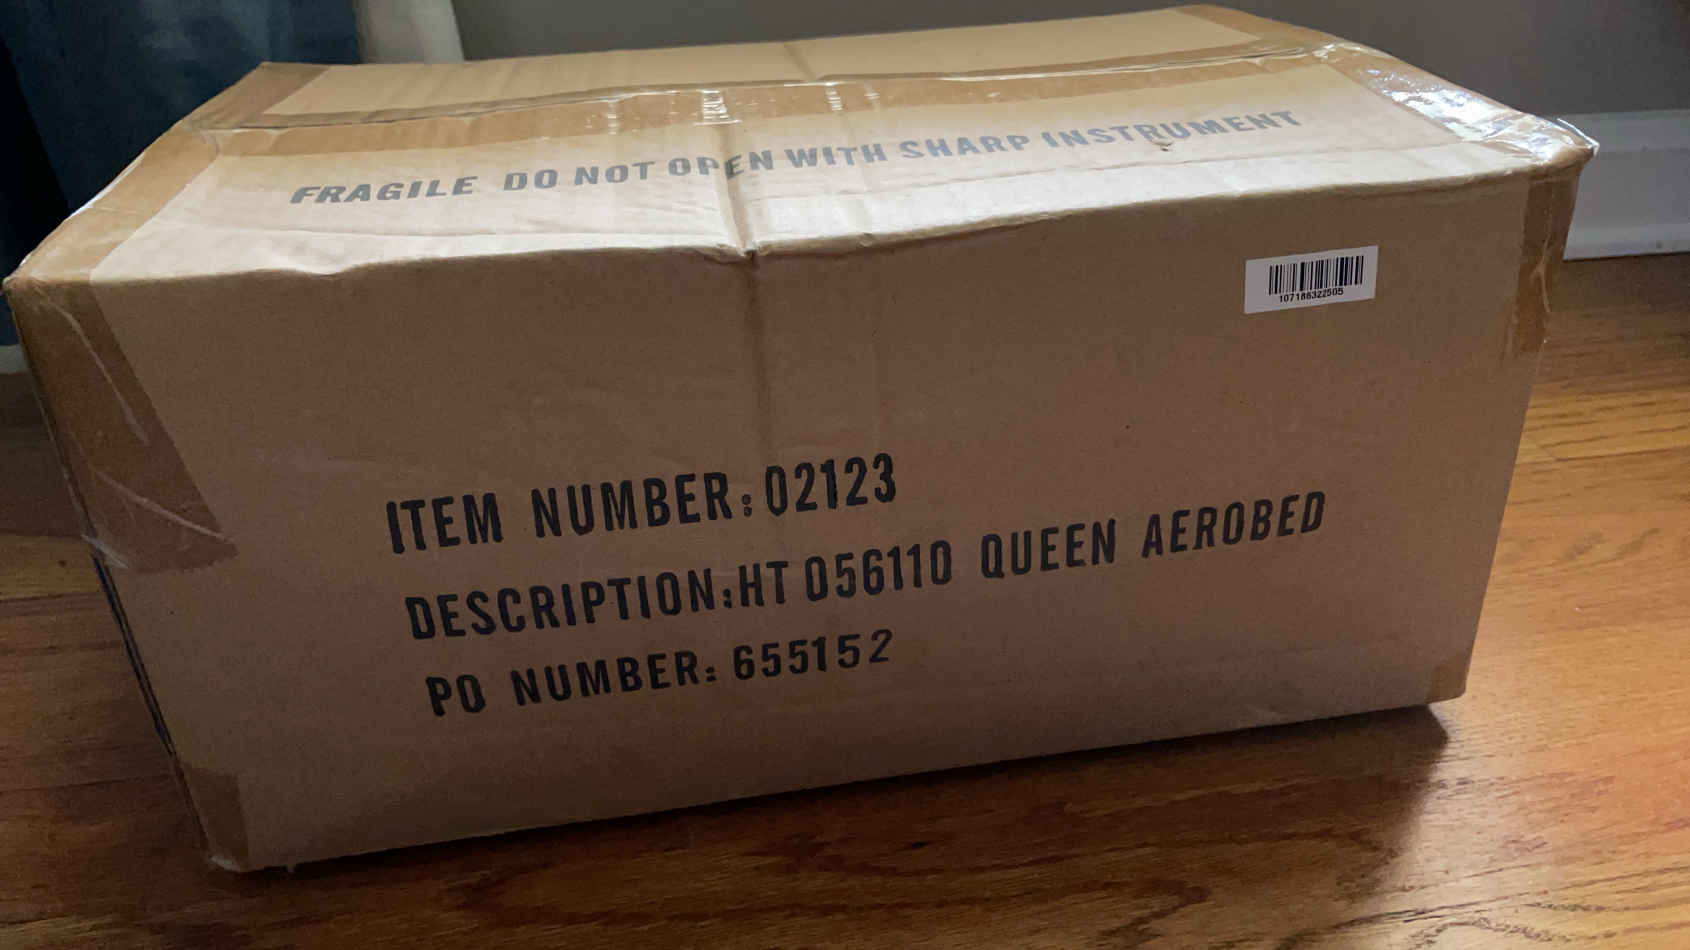 FRAGILE DO NOT OPEN WITH SHARP INSTRUMENT
107186322505
ITEM NUMBER: 02123
DESCRIPTION: HT 056110 QUEEN AEROBED
PO NUMBER: 655152